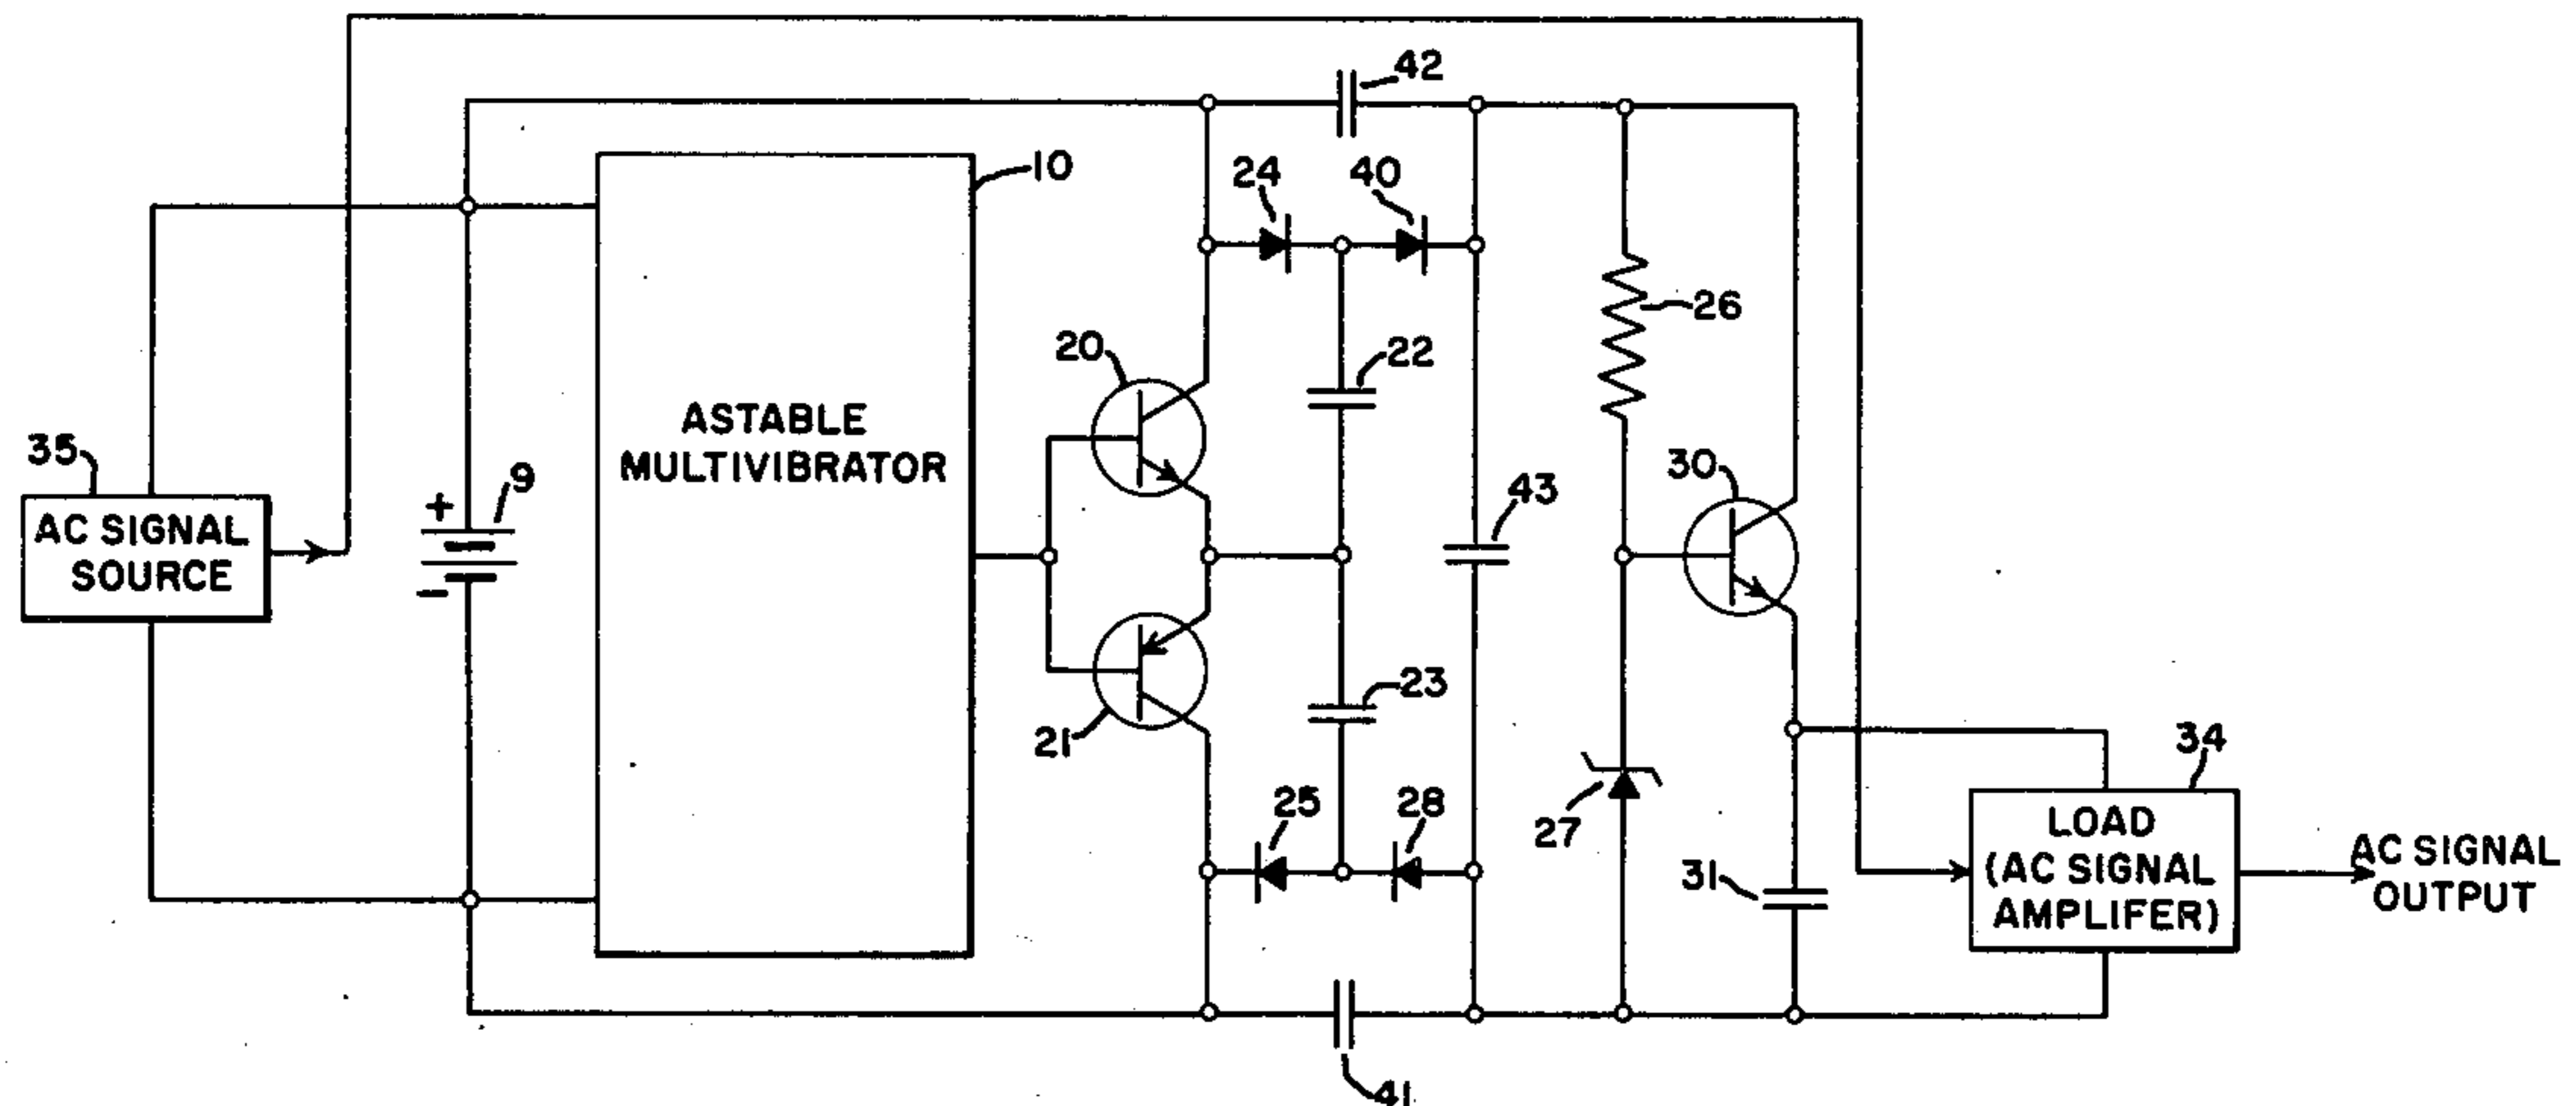 42
10
24
40
26
20
22
ASTABLE
MULTIVIBRATOR
35
9
+
30
43
AC SIGNAL
SOURCE
−
23
21
34
25
28
27
LOAD
(AC SIGNAL
AMPLIFER)
31
AC SIGNAL
OUTPUT
41